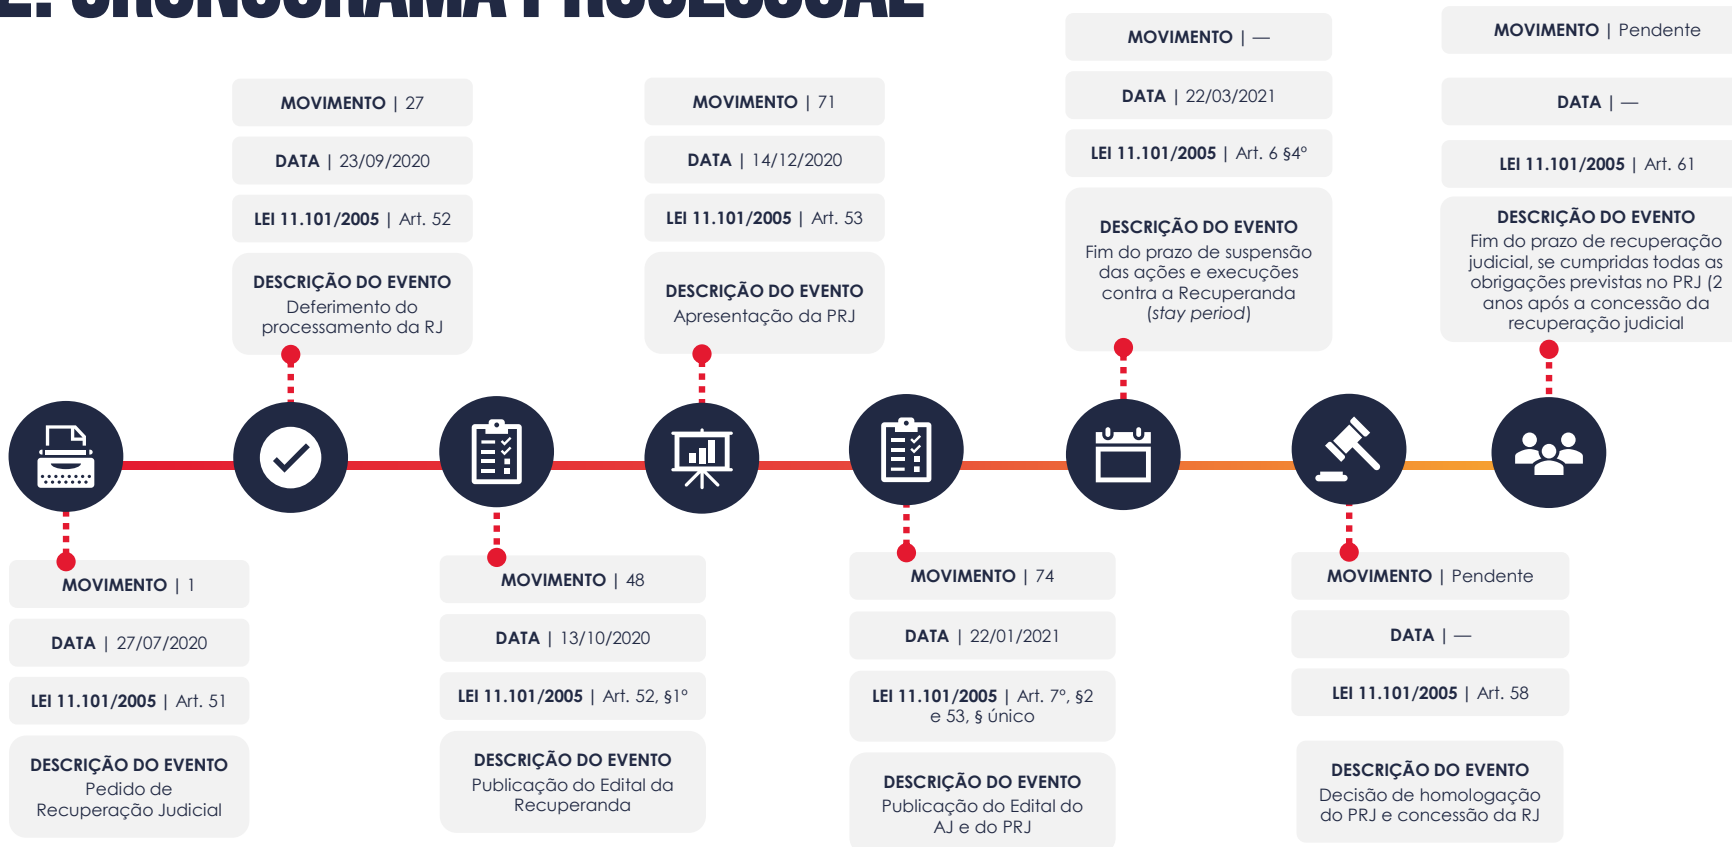 2. CRONOGRAMA PROCESSUAL
MOVIMENTO | 27
DATA | 23/09/2020
LEI 11.101/2005 | Art. 52
DESCRIÇÃO DO EVENTO
Deferimento do
processamento da RJ
MOVIMENTO | 71
DATA | 14/12/2020
LEI 11.101/2005 | Art. 53
DESCRIÇÃO DO EVENTO
Apresentação da PRJ
MOVIMENTO | —
DATA | 22/03/2021
LEI 11.101/2005 | Art. 6 §4º
DESCRIÇÃO DO EVENTO
Fim do prazo de suspensão
das ações e execuções
contra a Recuperanda
(stay period)
MOVIMENTO | Pendente
DATA | —
LEI 11.101/2005 | Art. 61
DESCRIÇÃO DO EVENTO
Fim do prazo de recuperação
judicial, se cumpridas todas as
obrigações previstas no PRJ (2
anos após a concessão da
recuperação judicial
MOVIMENTO | 1
DATA | 27/07/2020
LEI 11.101/2005 | Art. 51
DESCRIÇÃO DO EVENTO
Pedido de
Recuperação Judicial
MOVIMENTO | 48
DATA | 13/10/2020
LEI 11.101/2005 | Art. 52, §1º
DESCRIÇÃO DO EVENTO
Publicação do Edital da
Recuperanda
MOVIMENTO | 74
DATA | 22/01/2021
LEI 11.101/2005 | Art. 7º, §2
e 53, § único
DESCRIÇÃO DO EVENTO
Publicação do Edital do
AJ e do PRJ
MOVIMENTO | Pendente
DATA | —
LEI 11.101/2005 | Art. 58
DESCRIÇÃO DO EVENTO
Decisão de homologação
do PRJ e concessão da RJ